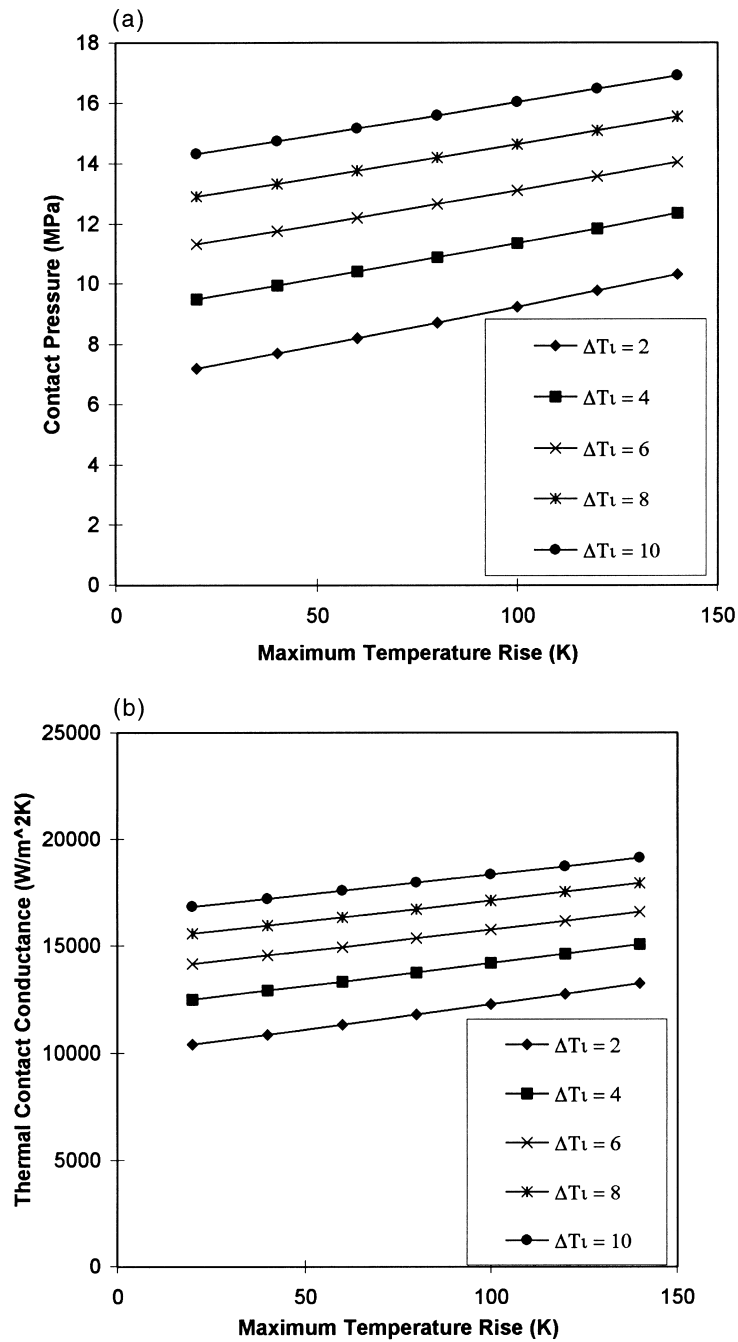 (a)
18
16
14
12
10
8
6
4
2
0
Contact Pressure (MPa)
ΔTι = 2
ΔTι = 4
ΔTι = 6
ΔTι = 8
ΔTι = 10
0 50 100 150
Maximum Temperature Rise (K)
(b)
25000
20000
15000
10000
5000
0
Thermal Contact Conductance (W/m^2K)
ΔTι = 2
ΔTι = 4
ΔTι = 6
ΔTι = 8
ΔTι = 10
0 50 100 150
Maximum Temperature Rise (K)